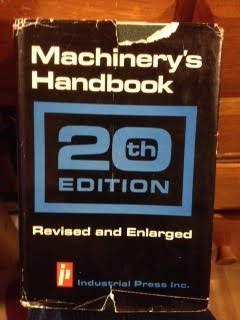 Machinery's
Handbook
20th
EDITION
Revised and Enlarged
Industrial Press Inc.